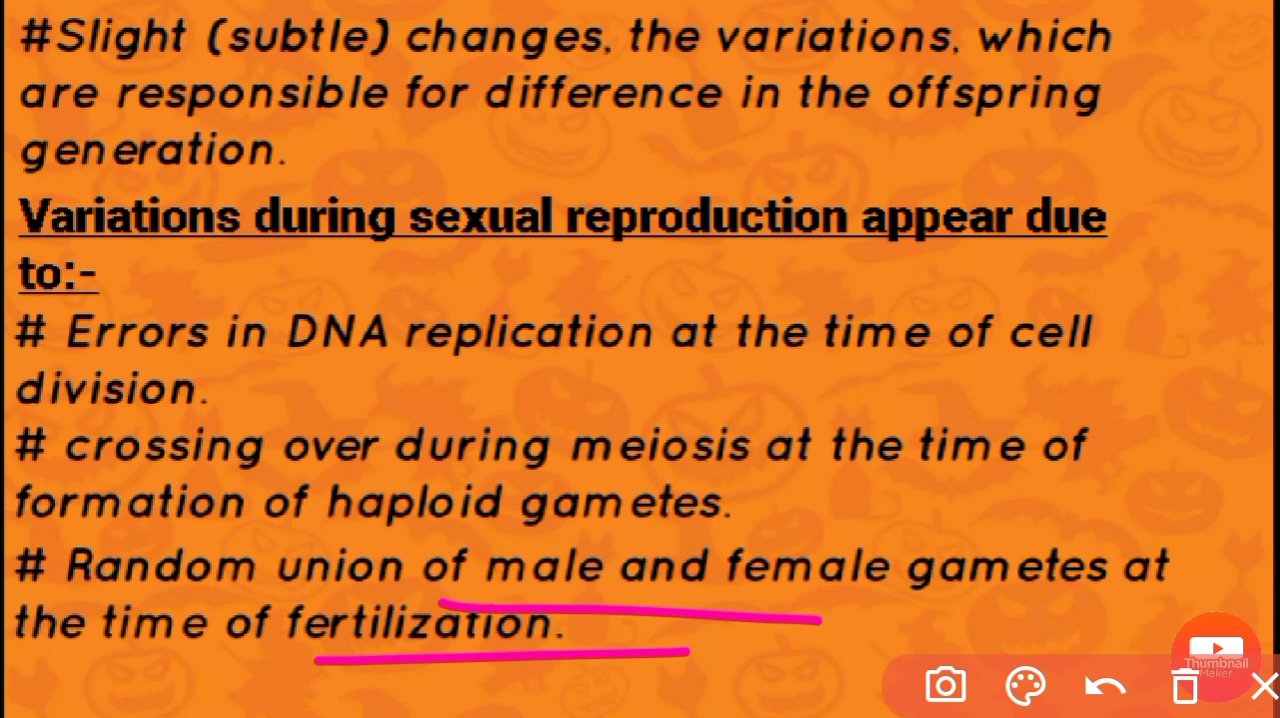 #Slight (subtle) changes, the variations, which
are responsible for difference in the offspring
generation.
Variations during sexual reproduction appear due
to:-
# Errors in DNA replication at the time of cell
division.
# crossing over during meiosis at the time of
formation of haploid gametes.
# Random union of male and female gametes at
the time of fertilization.
Thumbnail
Maker